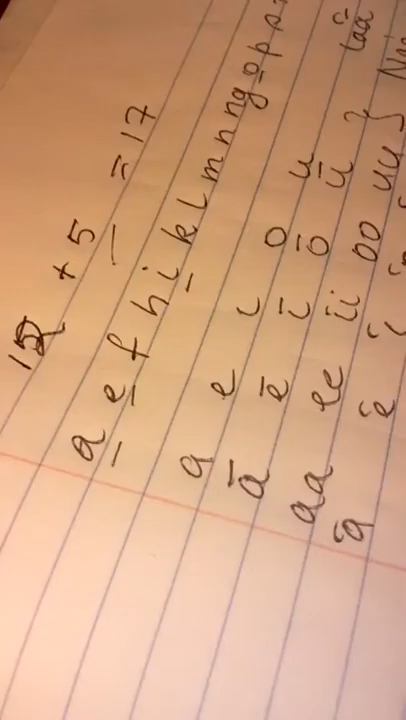 12 + 5 — = 17
a e f h i k l m n ng o p
a e i o u
ā ē ī ō ū }
aa ee ii oo uu }